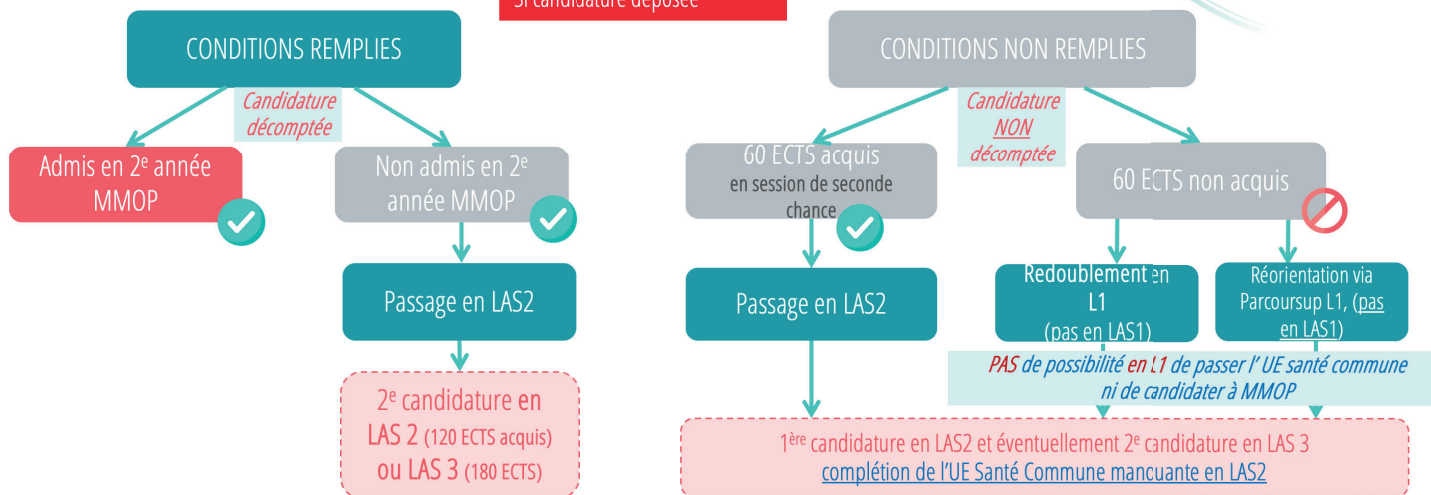 Si candidature déposée
CONDITIONS REMPLIES
CONDITIONS NON REMPLIES
Candidature
décomptée
Candidature
NON
décomptée
Admis en 2e année
MMOP
Non admis en 2e
année MMOP
60 ECTS acquis
en session de seconde
chance
60 ECTS non acquis
Passage en LAS2
Passage en LAS2
Redoublement en
L1
(pas en LAS1)
Réorientation via
Parcoursup L1, (pas
en LAS1)
PAS de possibilité en L1 de passer l’ UE santé commune
ni de candidater à MMOP
2e candidature en
LAS 2 (120 ECTS acquis)
ou LAS 3 (180 ECTS)
1ère candidature en LAS2 et éventuellement 2e candidature en LAS 3
complétion de l’UE Santé Commune mancuante en LAS2